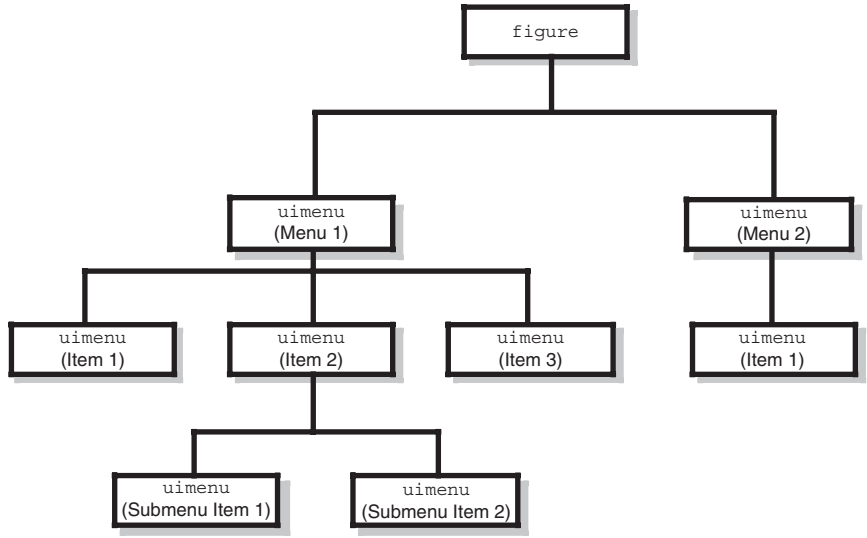 figure
uimenu
(Menu 1)
uimenu
(Menu 2)
uimenu
(Item 1)
uimenu
(Item 2)
uimenu
(Item 3)
uimenu
(Item 1)
uimenu
(Submenu Item 1)
uimenu
(Submenu Item 2)